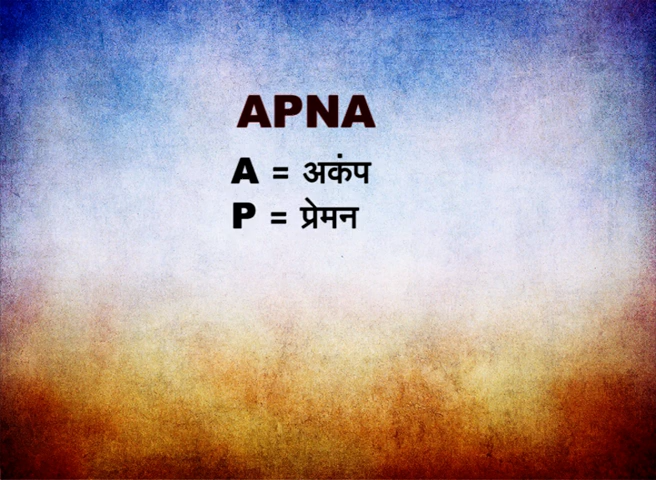 APNA
A = अकंप
P = प्रेमन